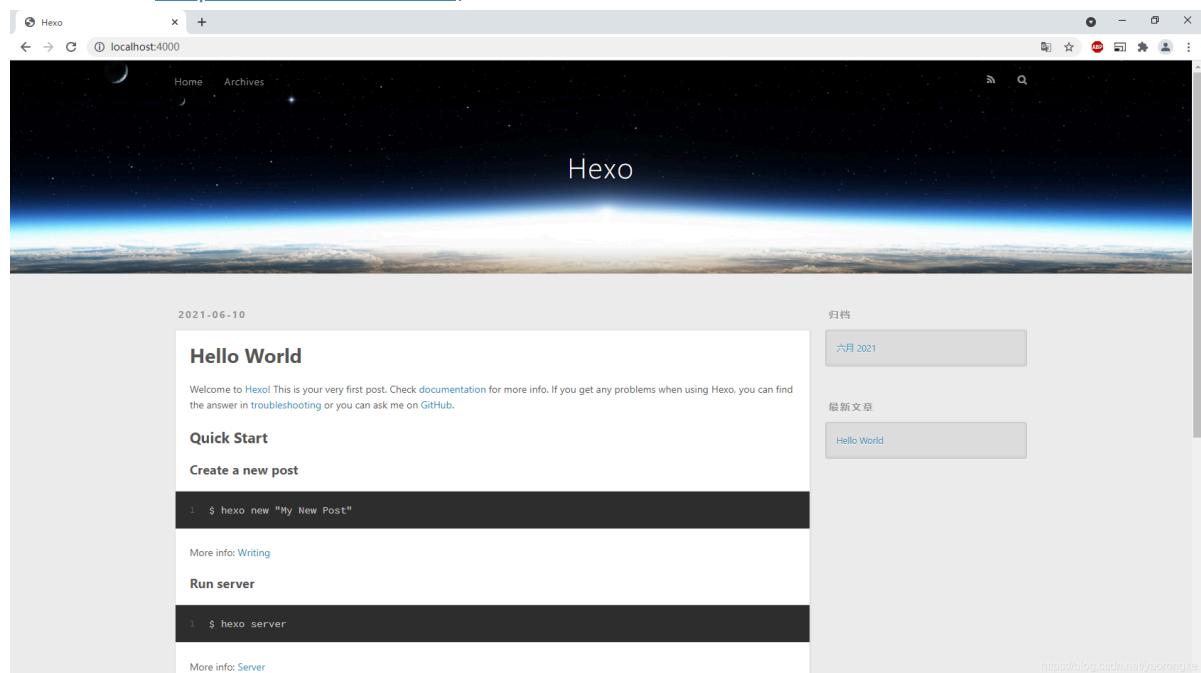 Hexo
localhost:4000
Home Archives
Hexo
2021-06-10
Hello World
Welcome to Hexo! This is your very first post. Check documentation for more info. If you get any problems when using Hexo, you can find
the answer in troubleshooting or you can ask me on GitHub.
Quick Start
Create a new post
1 $ hexo new "My New Post"
More info: Writing
Run server
1 $ hexo server
More info: Server
归档
六月 2021
最新文章
Hello World
ABP